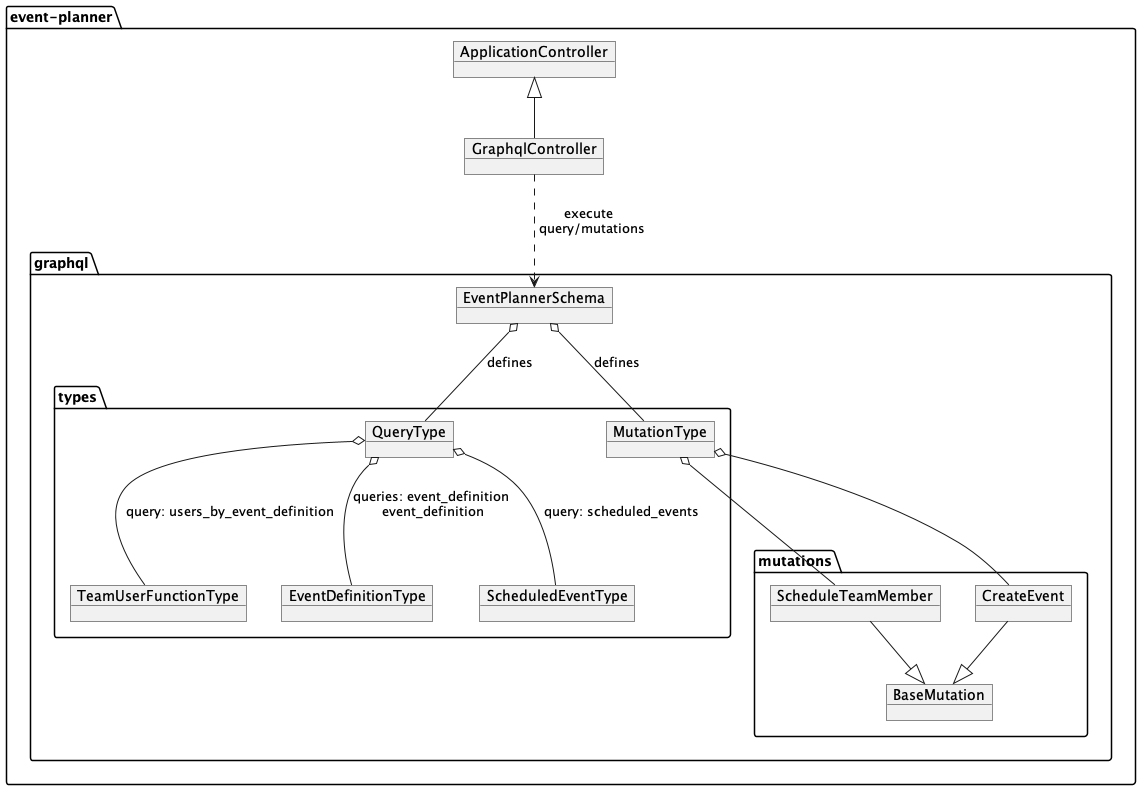 event-planner
ApplicationController
GraphqlController
execute
query/mutations
graphql
EventPlannerSchema
defines
defines
types
QueryType
MutationType
queries: event_definition
query: users_by_event_definition
event_definition
query: scheduled_events
mutations
TeamUserFunctionType
EventDefinitionType
ScheduledEventType
ScheduleTeamMember
CreateEvent
BaseMutation